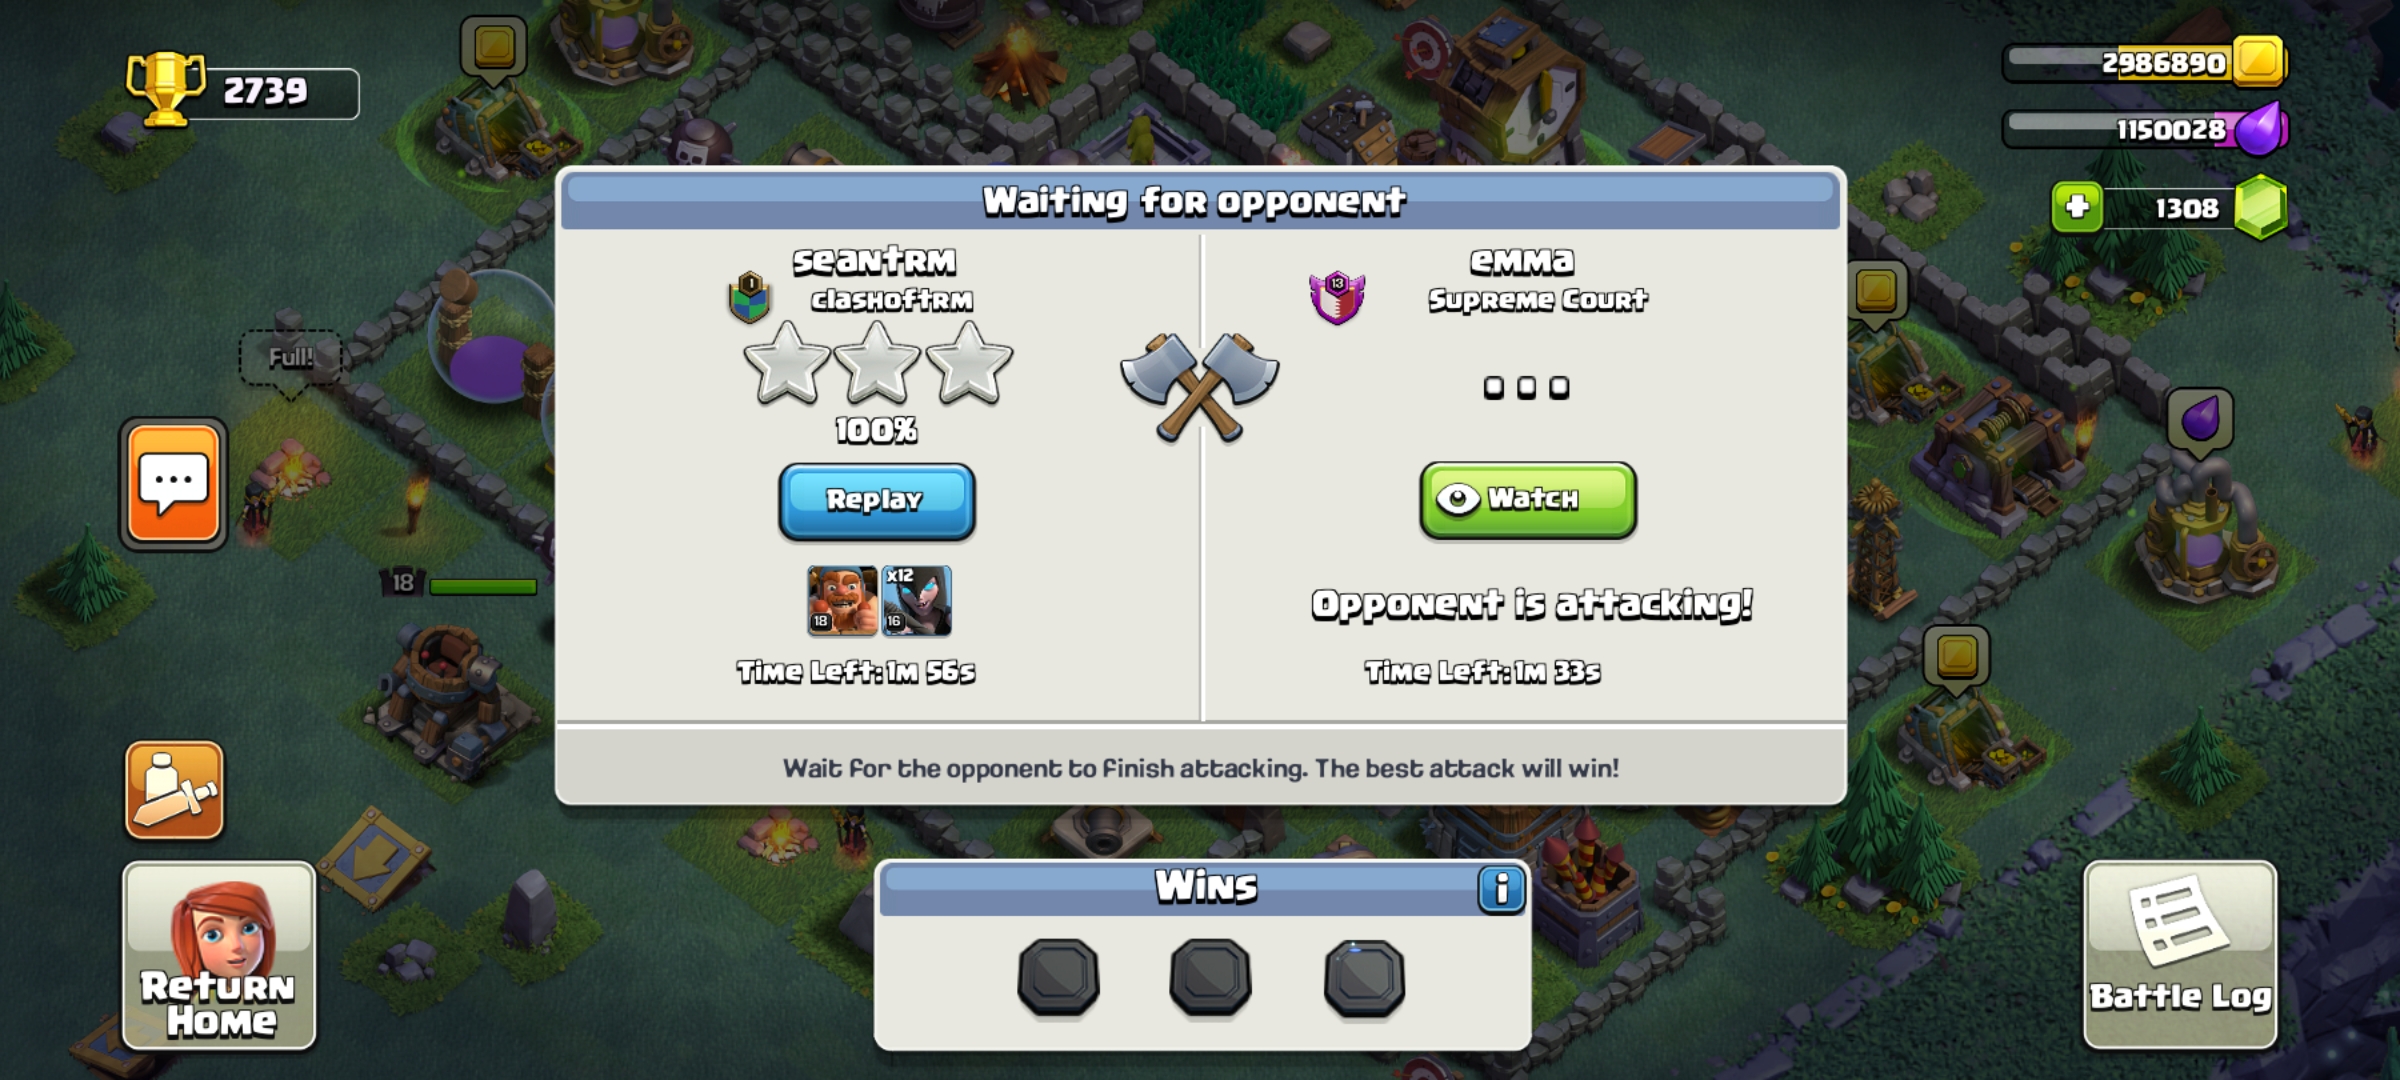 2739
2986890
1150028
1308
Waiting for opponent
seantrm
clashoftrm
1
100%
Replay
18
x12
16
Time Left:1m 56s
emma
Supreme Court
13
Watch
Opponent is attacking!
Time Left:1m 33s
Wait for the opponent to finish attacking. The best attack will win!
Full!
18
Return
Home
Wins
i
Battle Log